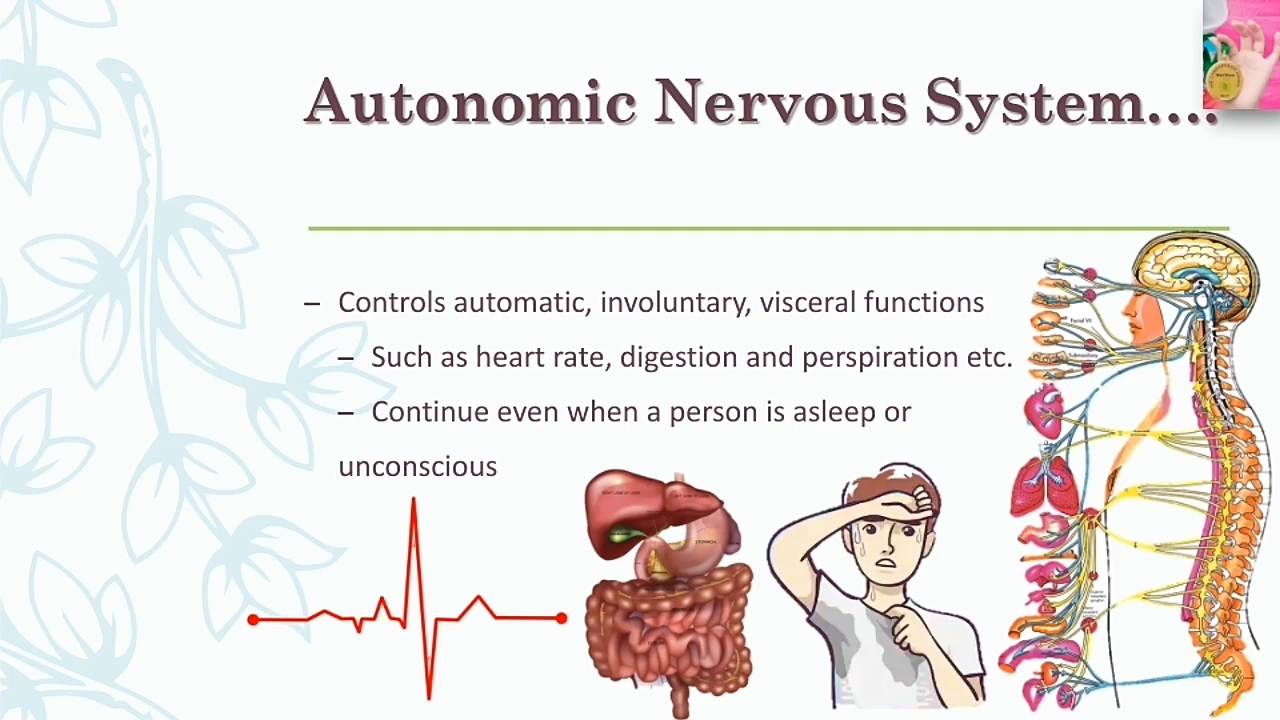 Autonomic Nervous System....
– Controls automatic, involuntary, visceral functions
– Such as heart rate, digestion and perspiration etc.
– Continue even when a person is asleep or
unconscious
STOMACH